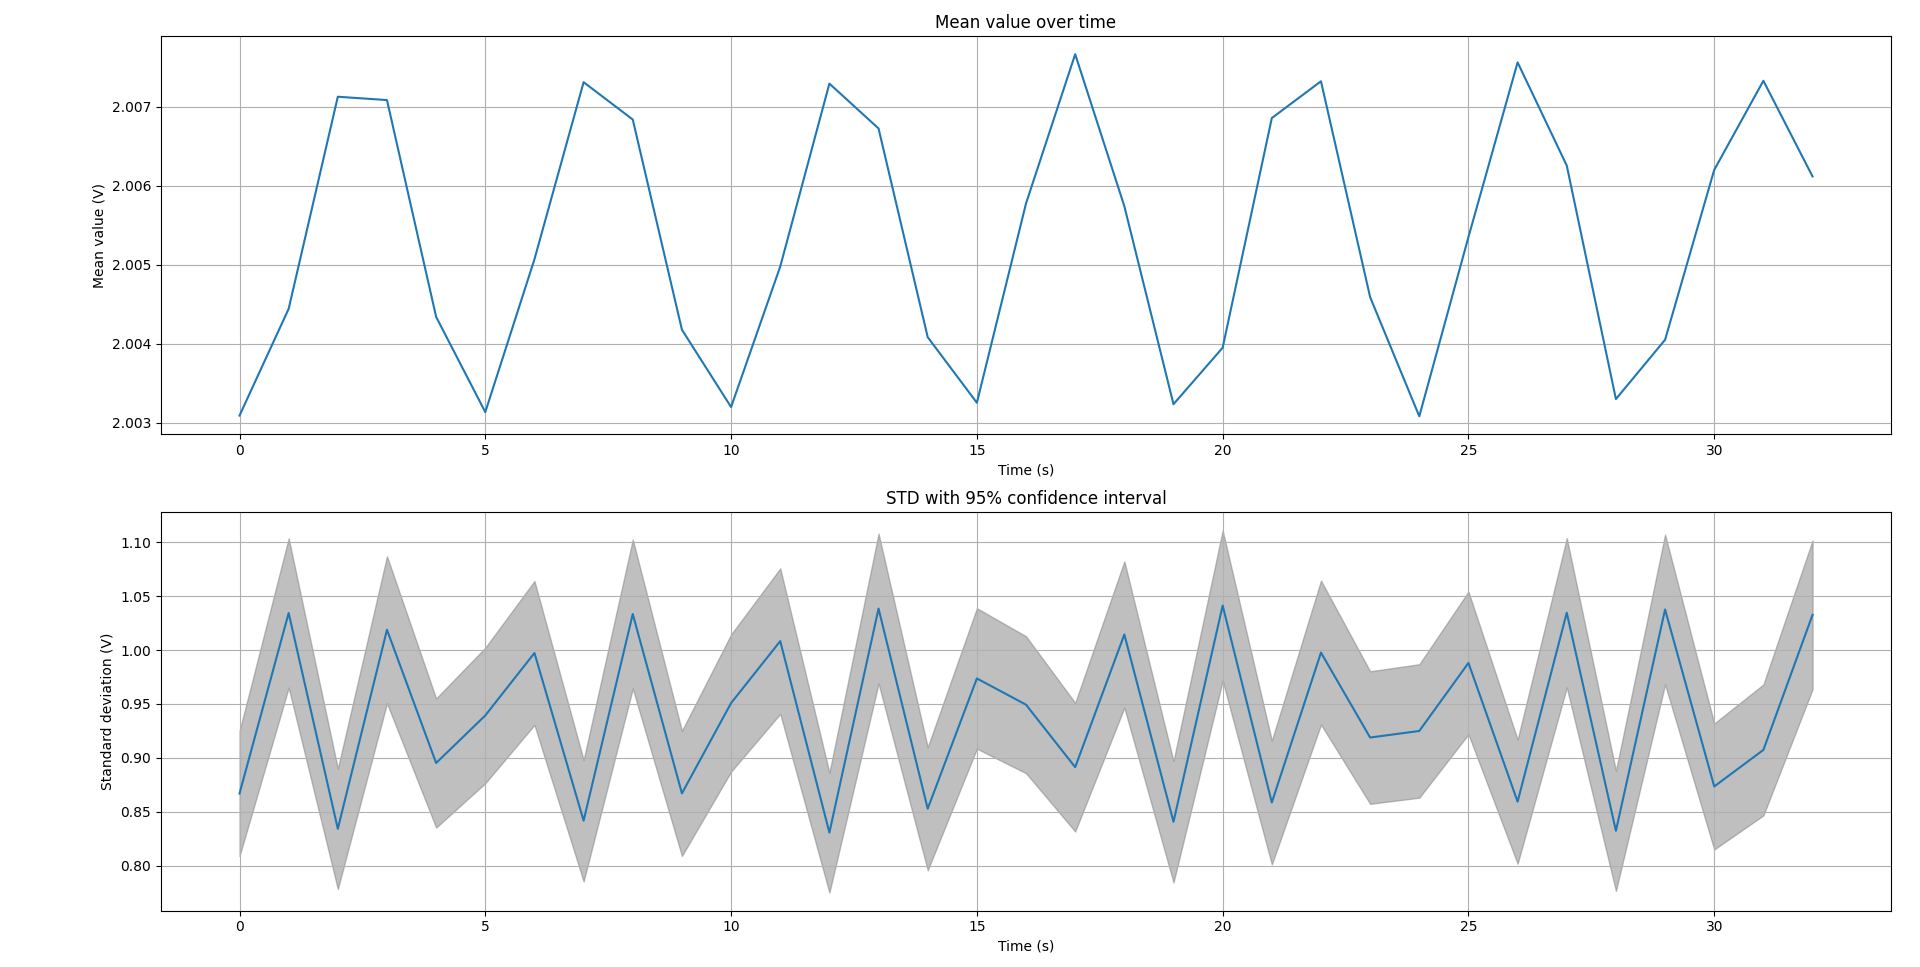 Mean value over time
Mean value (V)
2.007
2.006
2.005
2.004
2.003
0 5 10 15 20 25 30
Time (s)
STD with 95% confidence interval
Standard deviation (V)
1.10
1.05
1.00
0.95
0.90
0.85
0.80
0 5 10 15 20 25 30
Time (s)